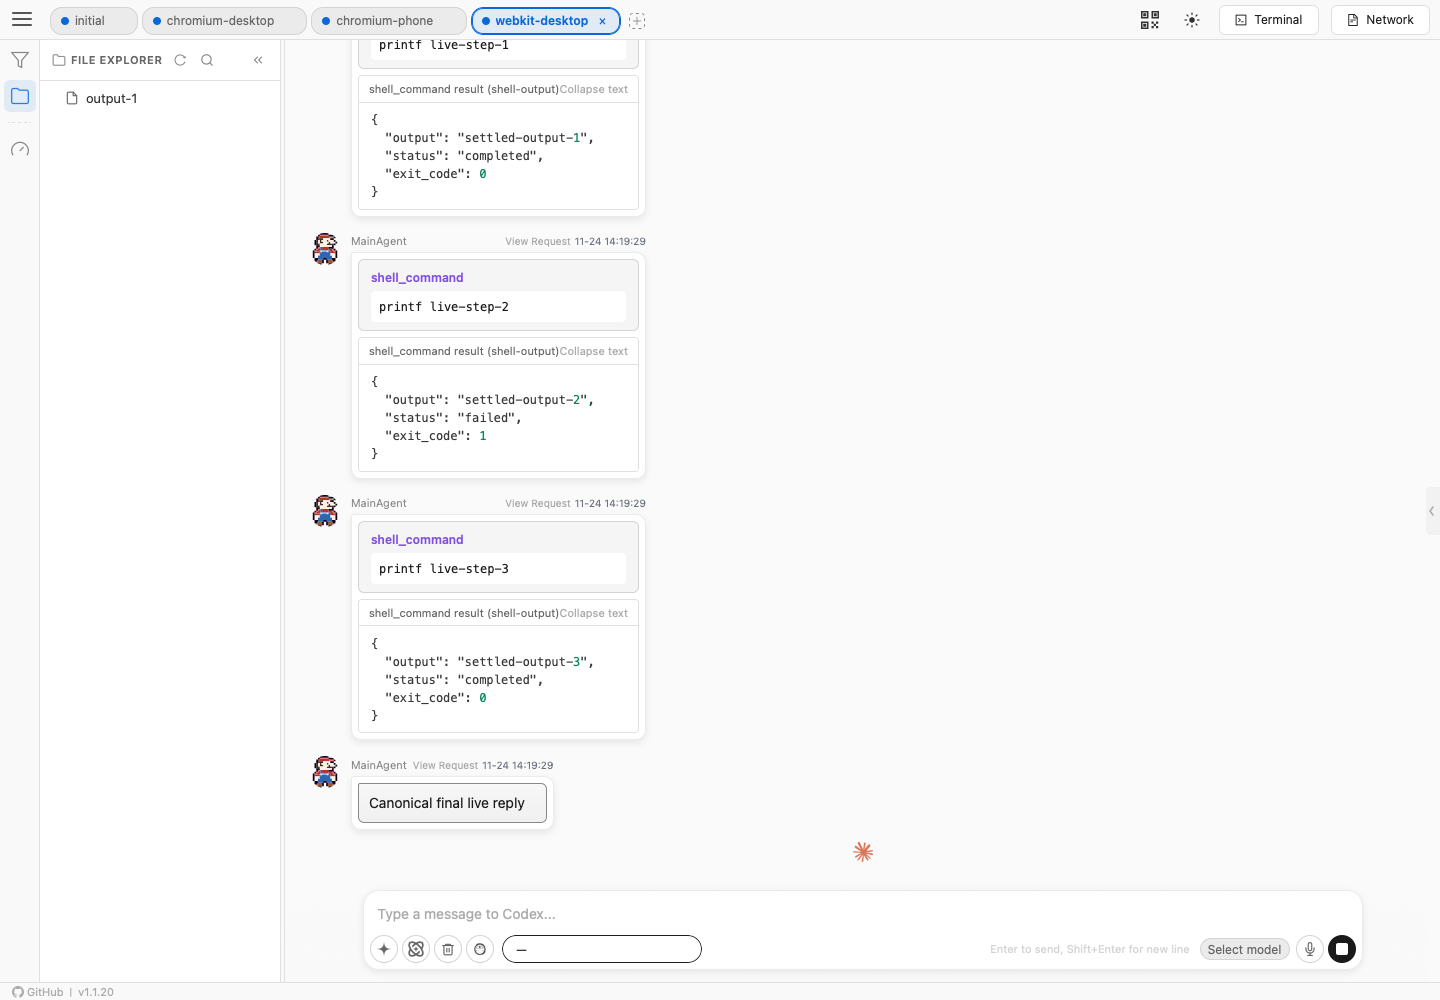 initial
chromium-desktop
chromium-phone
webkit-desktop ×
Terminal
Network
FILE EXPLORER
output-1
printf live-step-1
shell_command result (shell-output)Collapse text
{
"output": "settled-output-1",
"status": "completed",
"exit_code": 0
}
MainAgent View Request 11-24 14:19:29
shell_command
printf live-step-2
shell_command result (shell-output)Collapse text
{
"output": "settled-output-2",
"status": "failed",
"exit_code": 1
}
MainAgent View Request 11-24 14:19:29
shell_command
printf live-step-3
shell_command result (shell-output)Collapse text
{
"output": "settled-output-3",
"status": "completed",
"exit_code": 0
}
MainAgent View Request 11-24 14:19:29
Canonical final live reply
Type a message to Codex...
—
Enter to send, Shift+Enter for new line
Select model
GitHub | v1.1.20